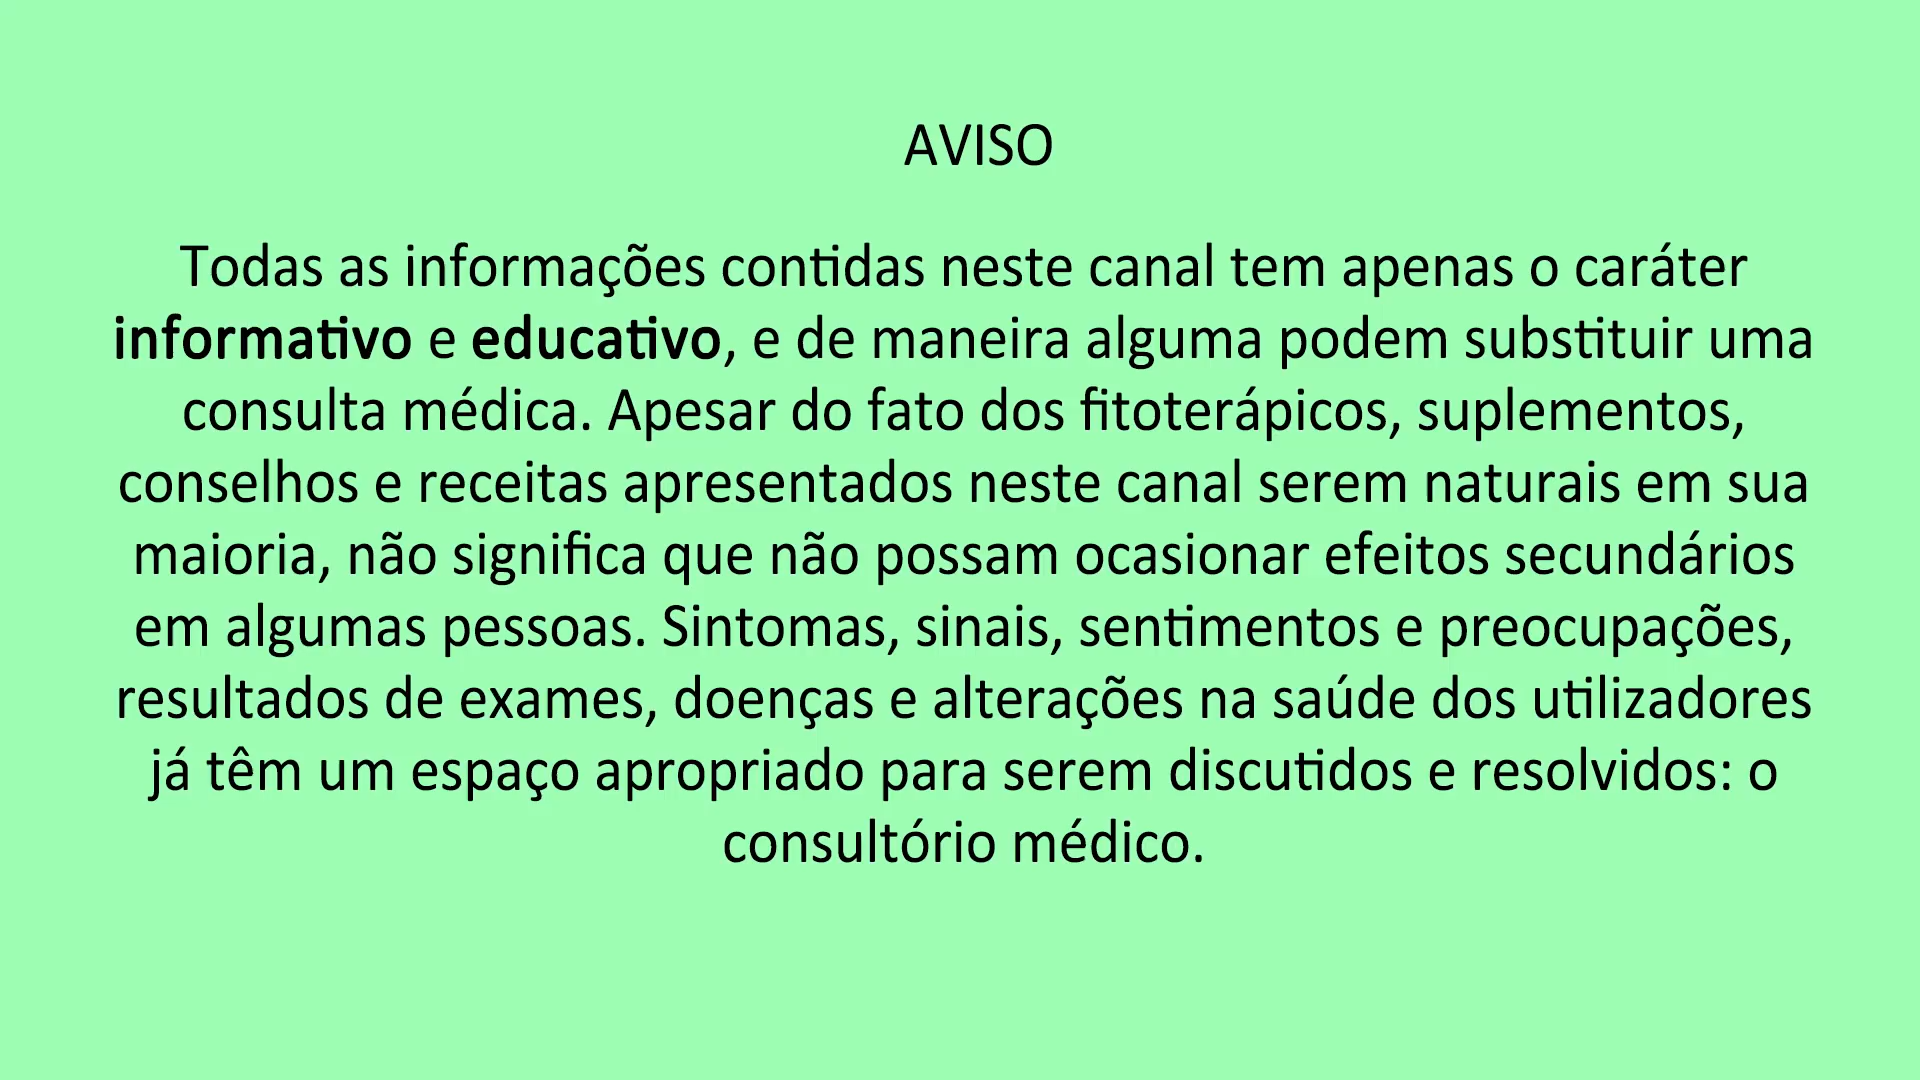 AVISO
Todas as informações contidas neste canal tem apenas o caráter
informativo e educativo, e de maneira alguma podem substituir uma
consulta médica. Apesar do fato dos fitoterápicos, suplementos,
conselhos e receitas apresentados neste canal serem naturais em sua
maioria, não significa que não possam ocasionar efeitos secundários
em algumas pessoas. Sintomas, sinais, sentimentos e preocupações,
resultados de exames, doenças e alterações na saúde dos utilizadores
já têm um espaço apropriado para serem discutidos e resolvidos: o
consultório médico.